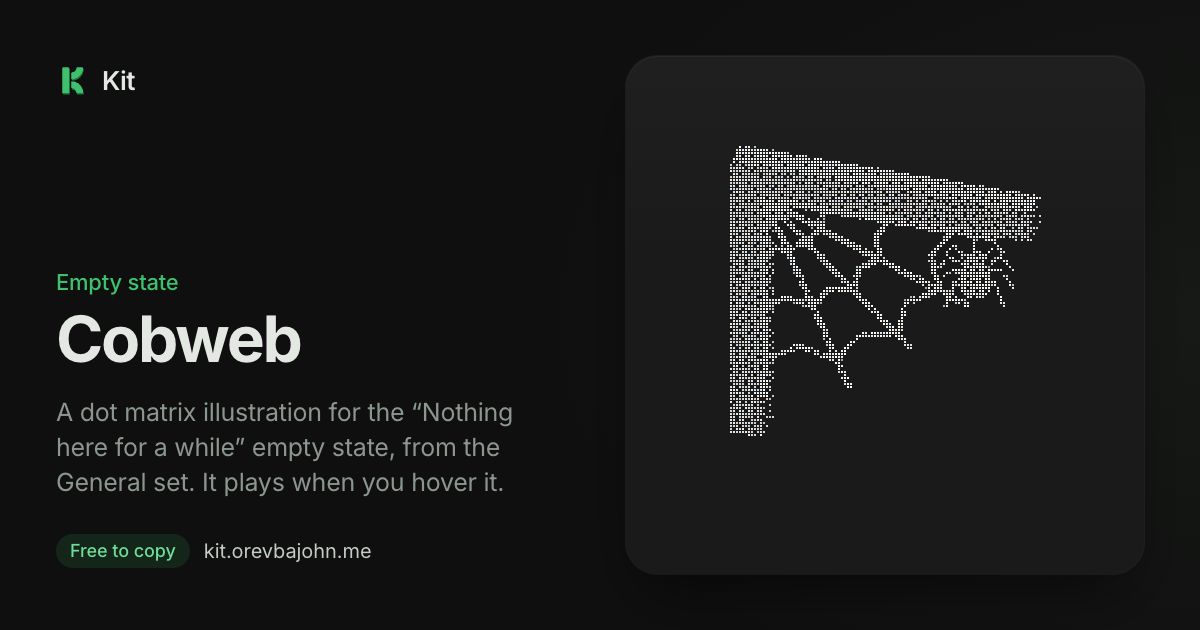 Kit
Empty state
Cobweb
A dot matrix illustration for the “Nothing
here for a while” empty state, from the
General set. It plays when you hover it.
Free to copy
kit.orevbajohn.me